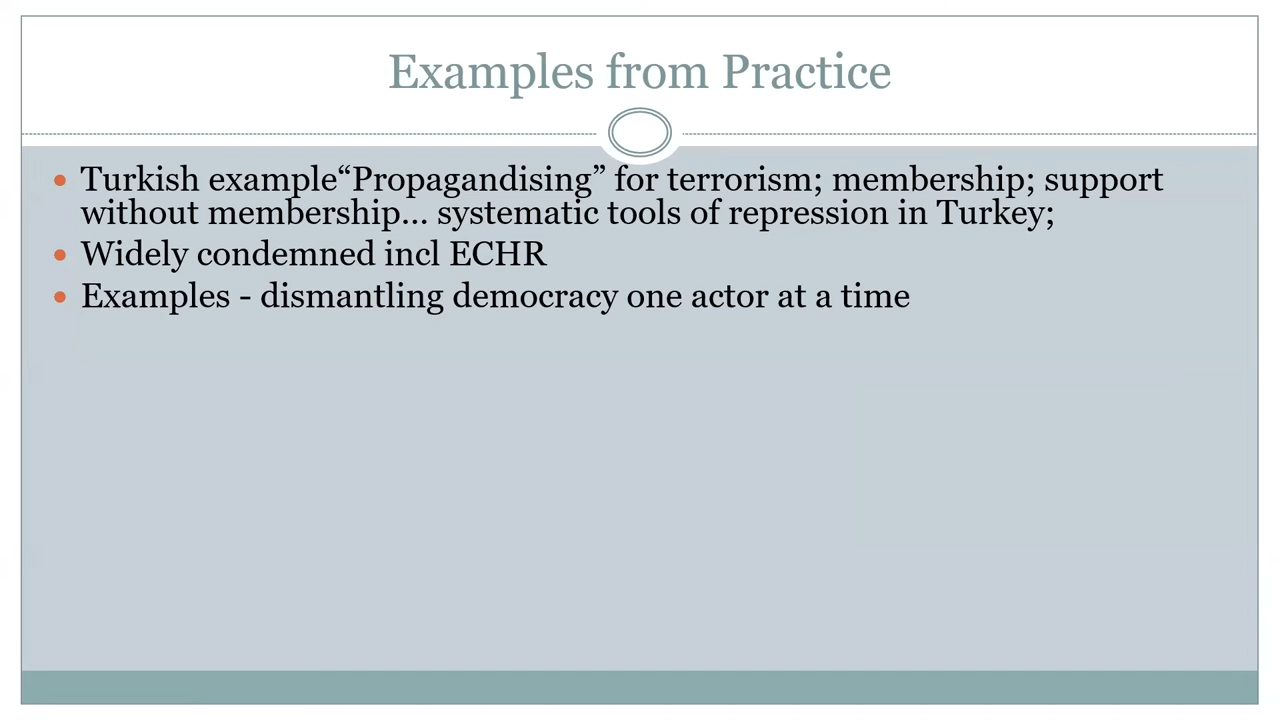 Examples from Practice
• Turkish example“Propagandising” for terrorism; membership; support
without membership… systematic tools of repression in Turkey;
• Widely condemned incl ECHR
• Examples - dismantling democracy one actor at a time